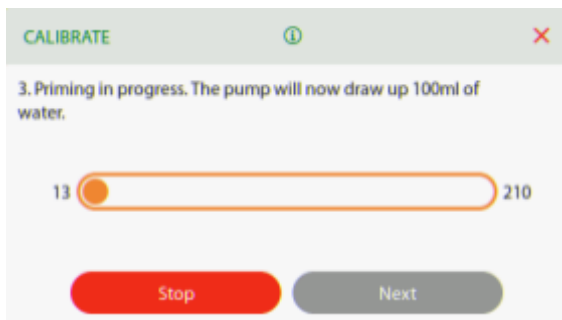 CALIBRATE
3. Priming in progress. The pump will now draw up 100ml of
water.
13 210
Stop Next